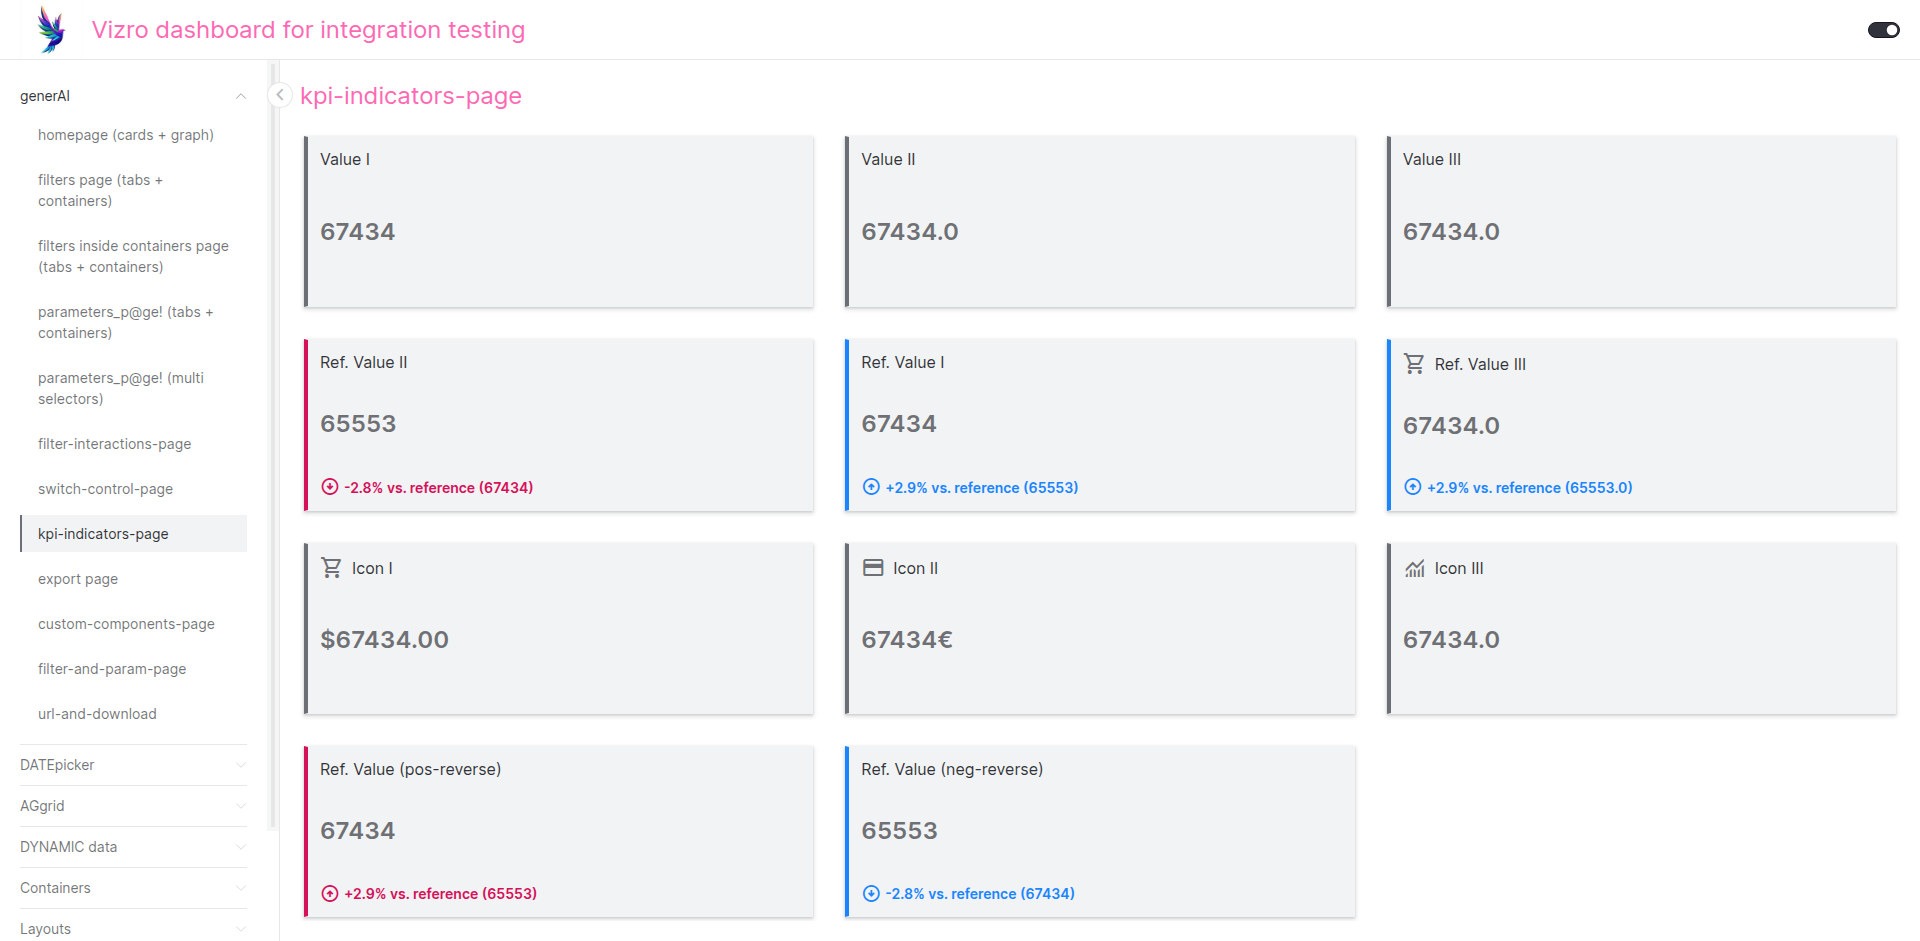 Vizro dashboard for integration testing
generAI
homepage (cards + graph)
filters page (tabs +
containers)
filters inside containers page
(tabs + containers)
parameters_p@ge! (tabs +
containers)
parameters_p@ge! (multi
selectors)
filter-interactions-page
switch-control-page
kpi-indicators-page
export page
custom-components-page
filter-and-param-page
url-and-download
DATEpicker
AGgrid
DYNAMIC data
Containers
Layouts
kpi-indicators-page
Value I
67434
Value II
67434.0
Value III
67434.0
Ref. Value II
65553
-2.8% vs. reference (67434)
Ref. Value I
67434
+2.9% vs. reference (65553)
Ref. Value III
67434.0
+2.9% vs. reference (65553.0)
Icon I
$67434.00
Icon II
67434€
Icon III
67434.0
Ref. Value (pos-reverse)
67434
+2.9% vs. reference (65553)
Ref. Value (neg-reverse)
65553
-2.8% vs. reference (67434)